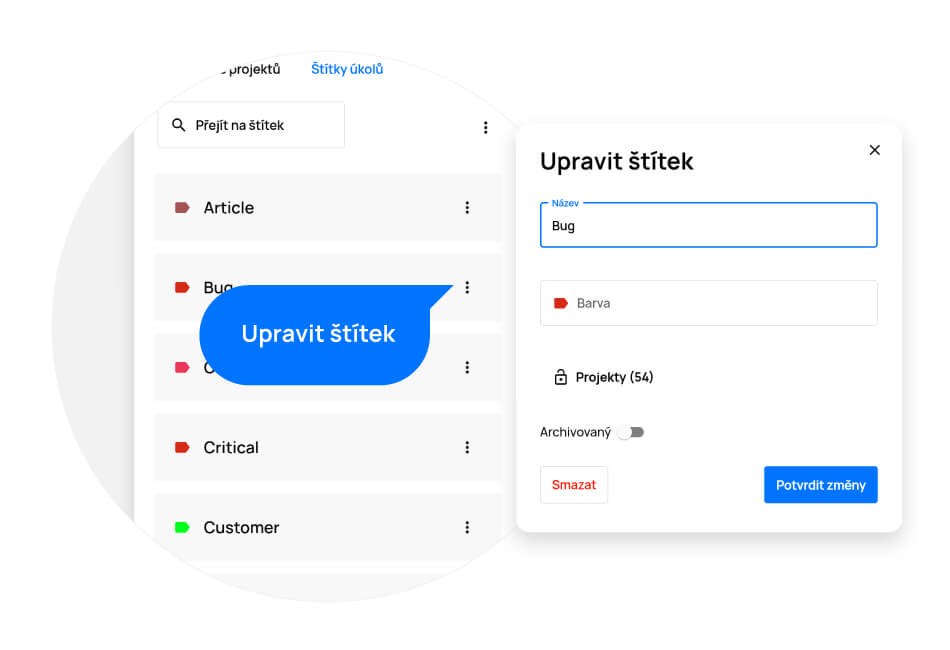 projektů Štítky úkolů
Přejít na štítek
Article
Bug
Upravit štítek
Critical
Customer
Upravit štítek
Název
Bug
Barva
Projekty (54)
Archivovaný
Smazat
Potvrdit změny